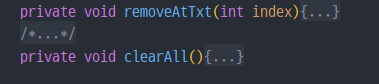 private void removeAtTxt(int index){...}
/*...*/
private void clearAll(){...}